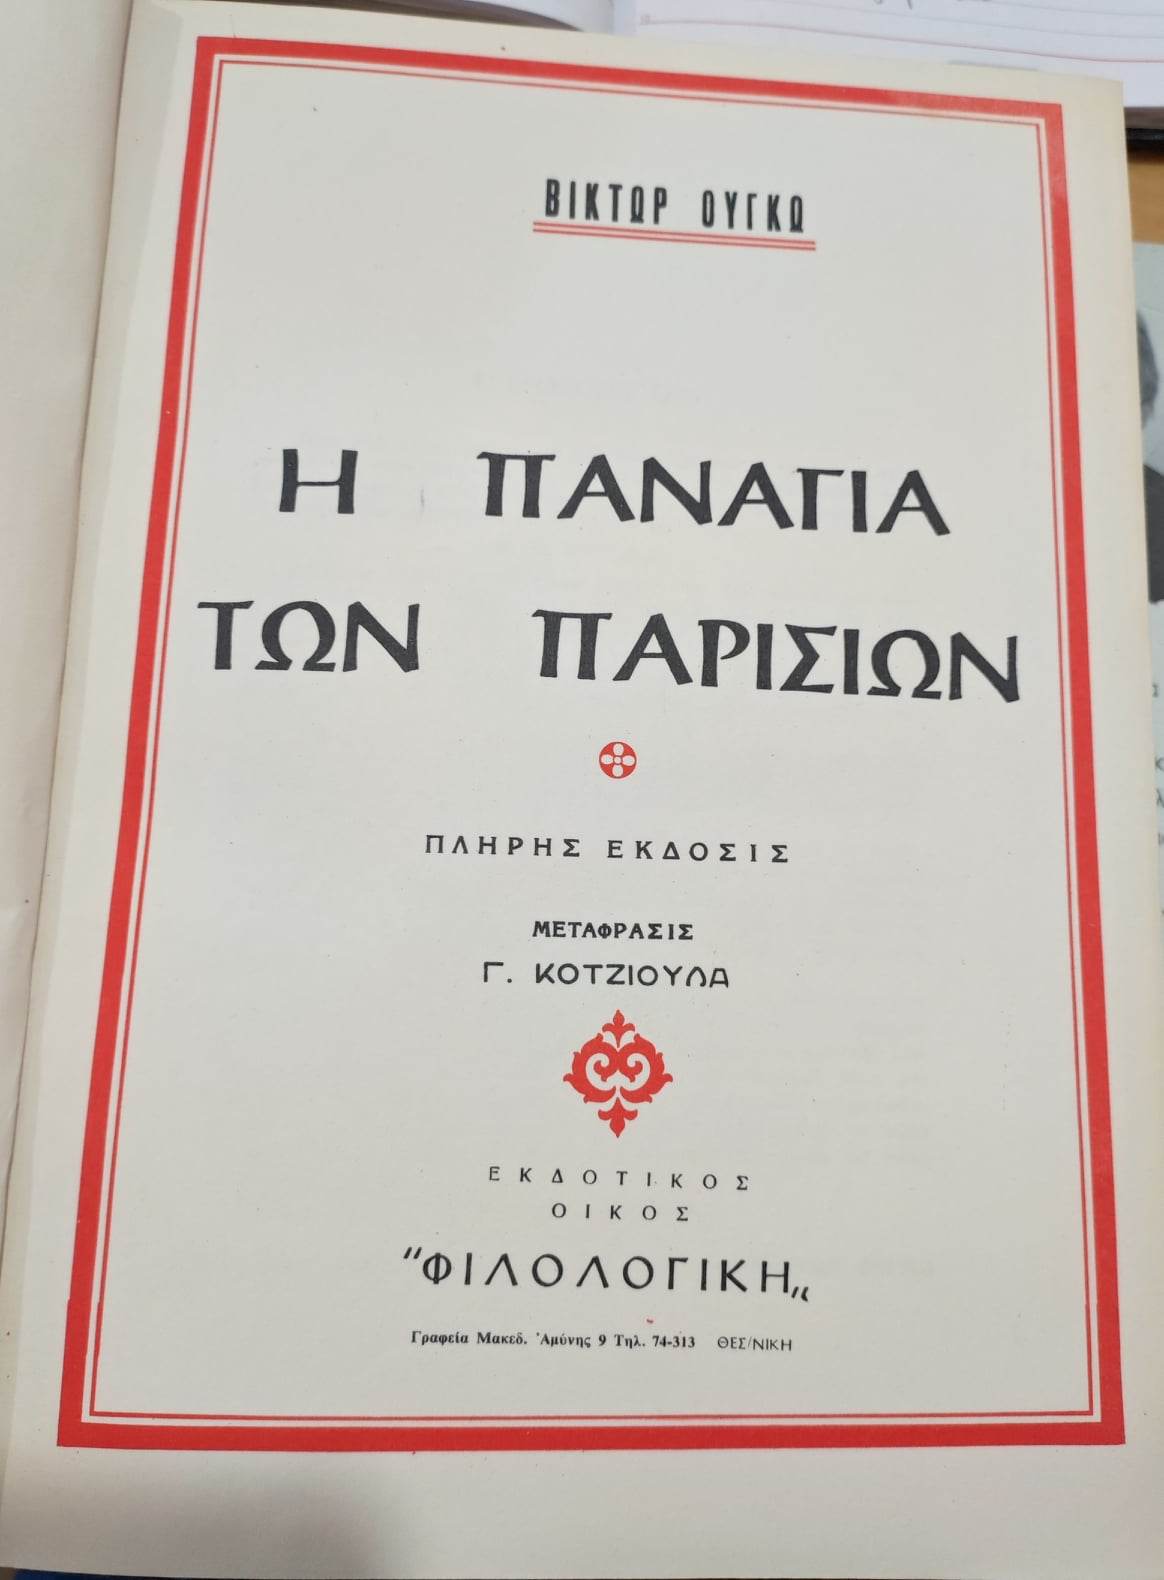 ΒΙΚΤΩΡ ΟΥΓΚΩ
Η ΠΑΝΑΓΙΑ
ΤΩΝ ΠΑΡΙΣΙΩΝ
ΠΛΗΡΗΣ ΕΚΔΟΣΙΣ
ΜΕΤΑΦΡΑΣΙΣ
Γ. ΚΟΤΖΙΟΥΛΑ
ΕΚΔΟΤΙΚΟΣ
ΟΙΚΟΣ
"ΦΙΛΟΛΟΓΙΚΗ„
Γραφεία Μακεδ. Ἀμύνης 9 Τηλ. 74-313 ΘΕΣ/ΝΙΚΗ